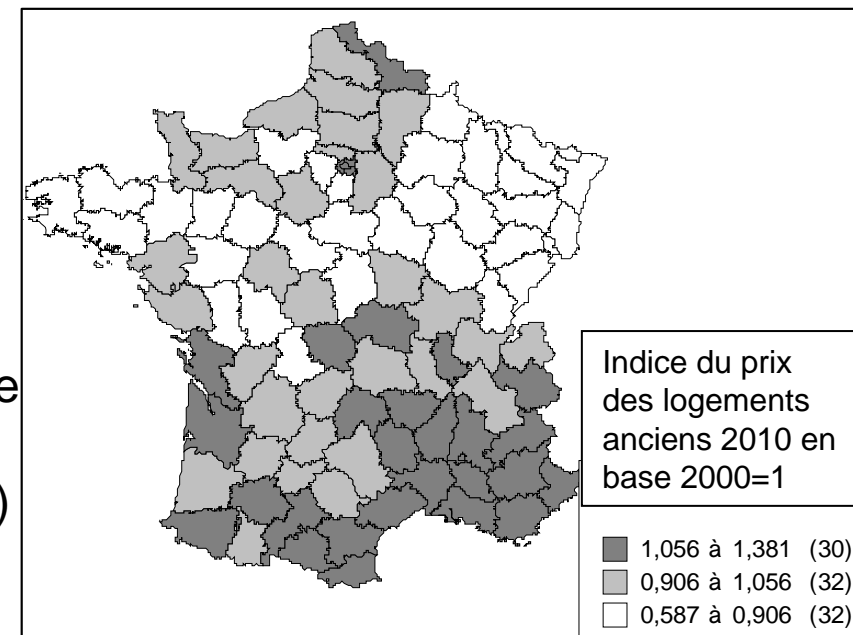 e
)
Indice du prix
des logements
anciens 2010 en
base 2000=1
1,056 à 1,381 (30)
0,906 à 1,056 (32)
0,587 à 0,906 (32)